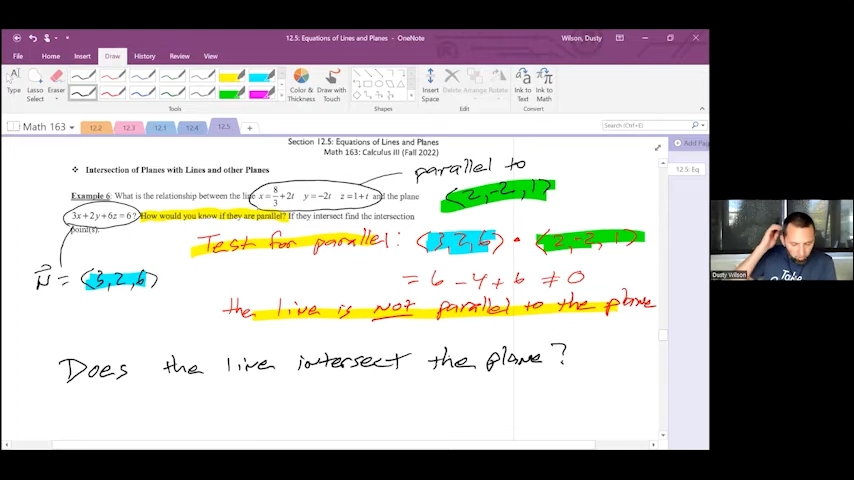 12.5: Equations of Lines and Planes - OneNote
Wilson, Dusty
File Home Insert Draw History Review View
Type
Lasso Select
Eraser
Color & Thickness
Draw with Touch
Insert Space
Delete
Arrange
Ink to Text
Ink to Math
Tools
Shapes
Edit
Convert
Math 163
12.2 12.3 12.1 12.4 12.5 +
Search (Ctrl+E)
Add Page
12.5: Eq
Section 12.5: Equations of Lines and Planes
Math 163: Calculus III (Fall 2022)
❖ Intersection of Planes with Lines and other Planes
parallel to
⟨2,-2,1⟩
Example 6: What is the relationship between the line x = 8/3 + 2t y = -2t z = 1 + t and the plane
3x + 2y + 6z = 6? How would you know if they are parallel? If they intersect find the intersection
point(s).
Test for parallel: ⟨3,2,6⟩ • ⟨2,-2,1⟩
N⃗ = ⟨3,2,6⟩
= 6 - 4 + 6 ≠ 0
the line is not parallel to the plane
Does the line intersect the plane?
Dusty Wilson